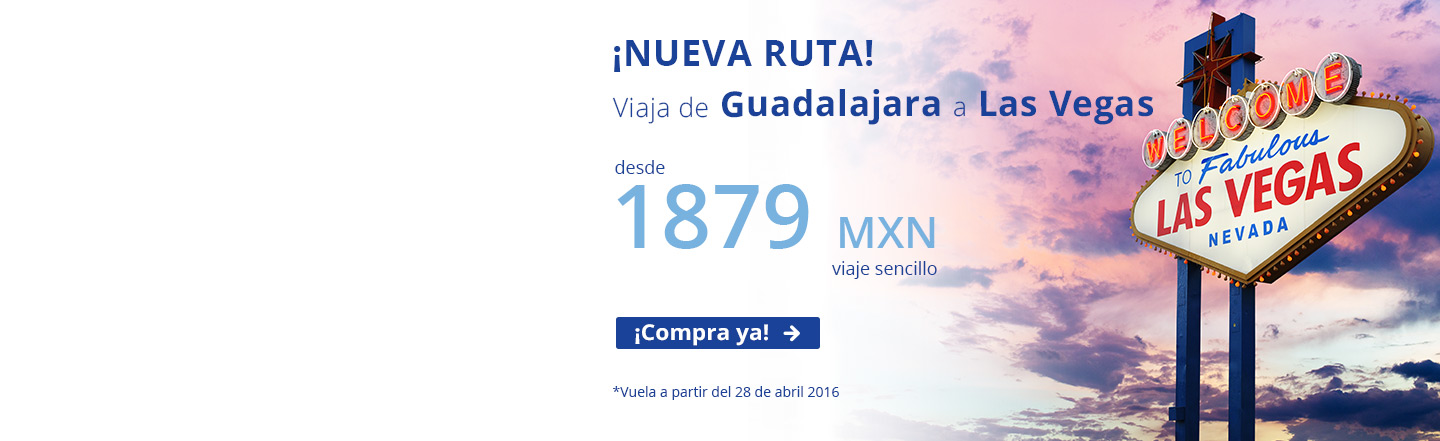 ¡NUEVA RUTA!
Viaja de Guadalajara a Las Vegas
desde
1879 MXN
viaje sencillo
¡Compra ya!
*Vuela a partir del 28 de abril 2016
WELCOME
TO Fabulous
LAS VEGAS
NEVADA